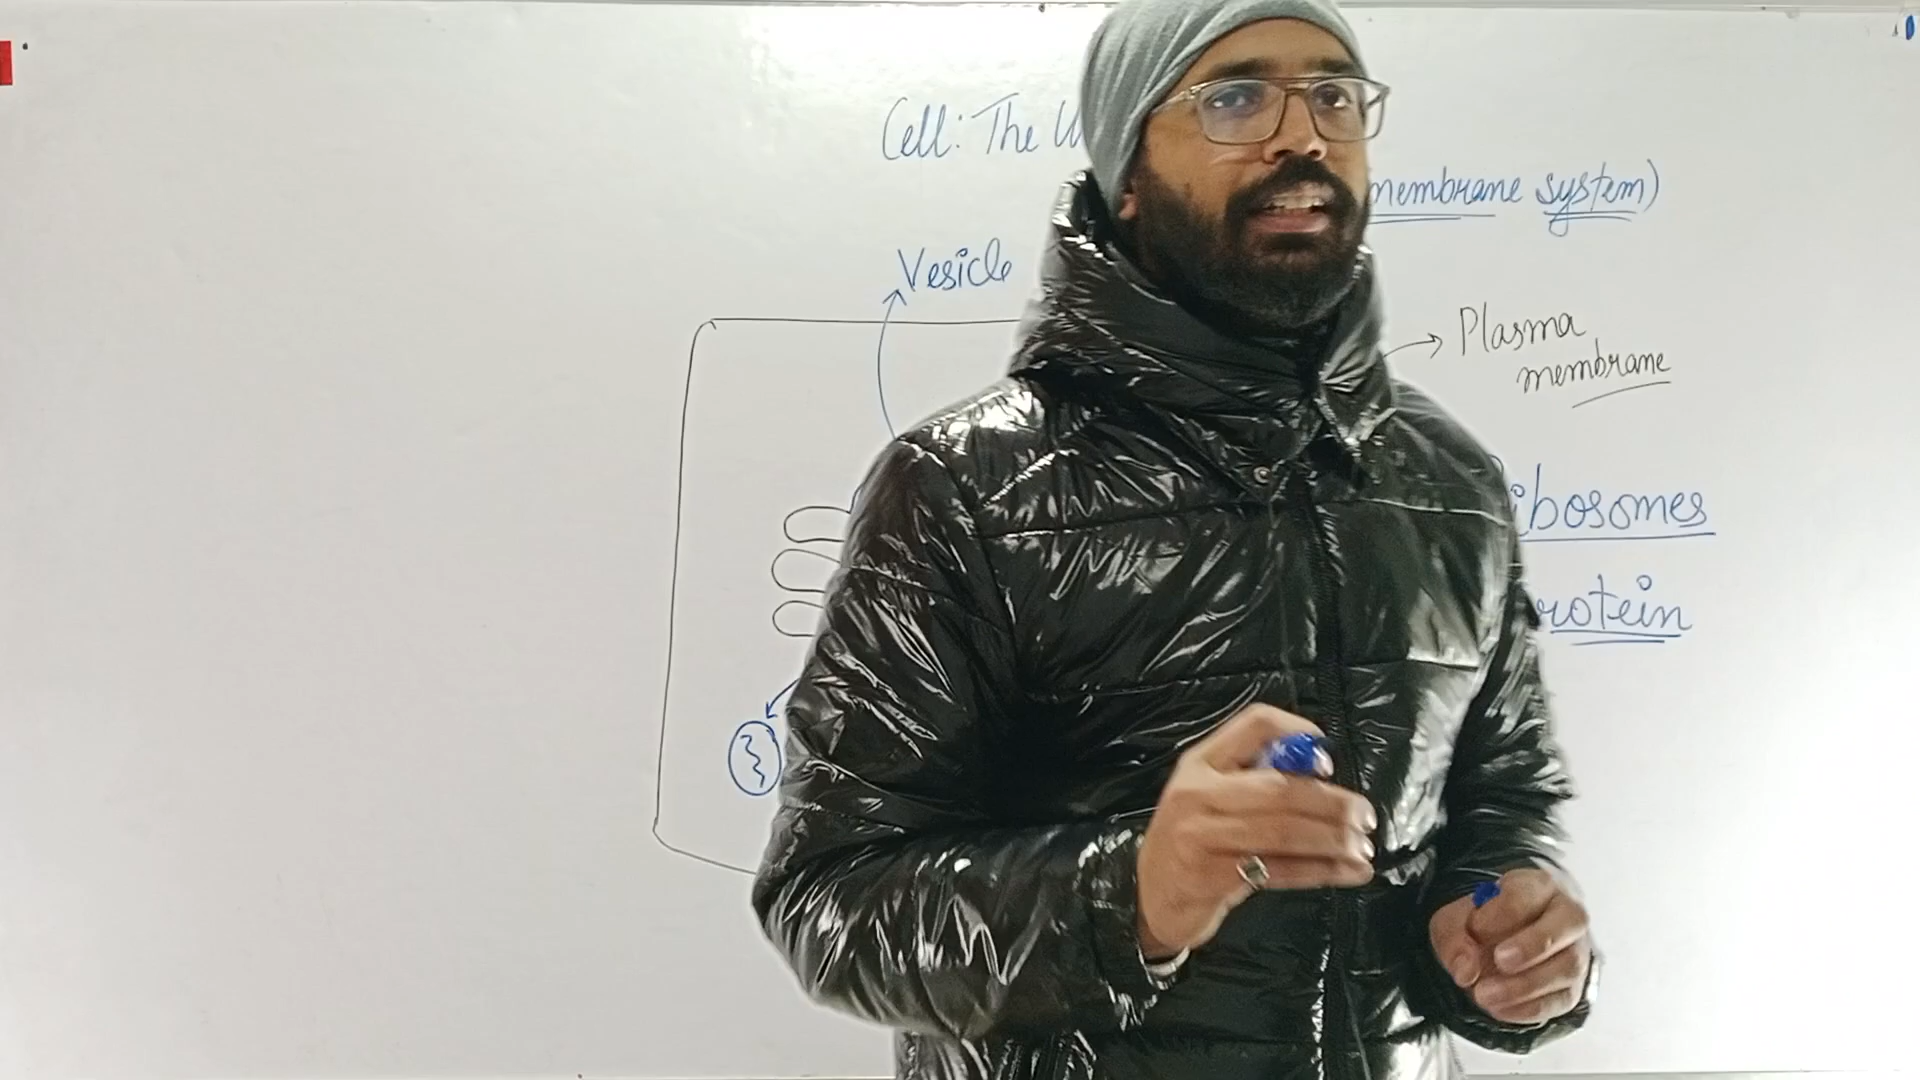 Cell: The
membrane system)
Vesicle
Plasma
membrane
ibosomes
rotein